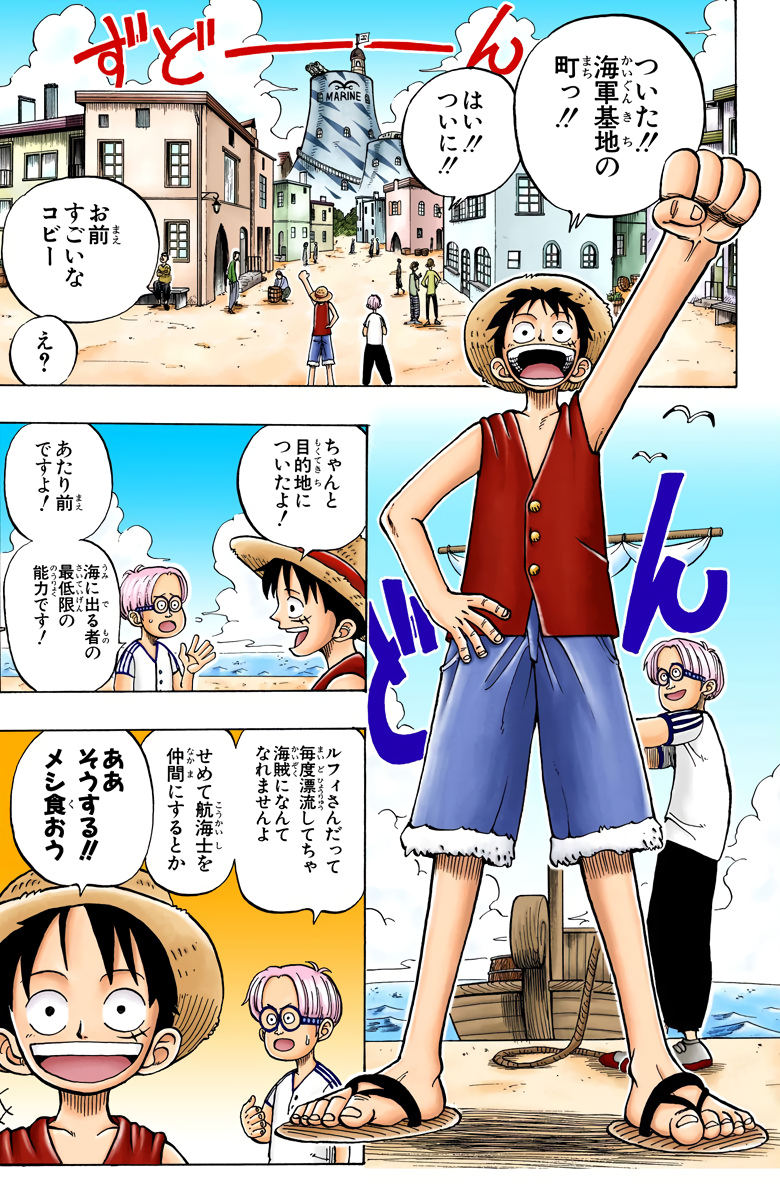 ついた!!
海軍基地の
町っ!!
はい!!
ついに!!
ずどーーん
MARINE
お前
すごいな
コビー
え?
どん
ちゃんと
目的地に
ついたよ!
あたり前
ですよ!
海に出る者の
最低限の
能力です!
ルフィさんだって
毎度漂流してちゃ
海賊になんて
なれませんよ
せめて航海士を
仲間にするとか
ああ
そうする!!
メシ食おう